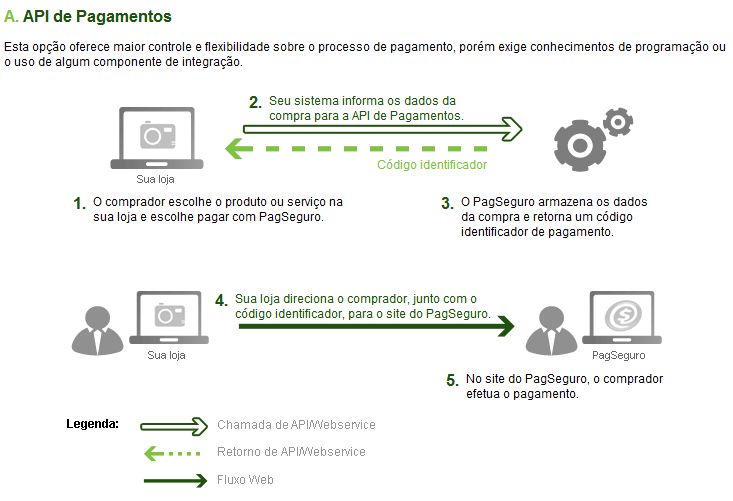 A. API de Pagamentos
Esta opção oferece maior controle e flexibilidade sobre o processo de pagamento, porém exige conhecimentos de programação ou
o uso de algum componente de integração.
2. Seu sistema informa os dados da
compra para a API de Pagamentos.
Código identificador
Sua loja
1. O comprador escolhe o produto ou serviço na
sua loja e escolhe pagar com PagSeguro.
3. O PagSeguro armazena os dados
da compra e retorna um código
identificador de pagamento.
4. Sua loja direciona o comprador, junto com o
código identificador, para o site do PagSeguro.
Sua loja
PagSeguro
5. No site do PagSeguro, o comprador
efetua o pagamento.
Legenda:
Chamada de API/Webservice
Retorno de API/Webservice
Fluxo Web